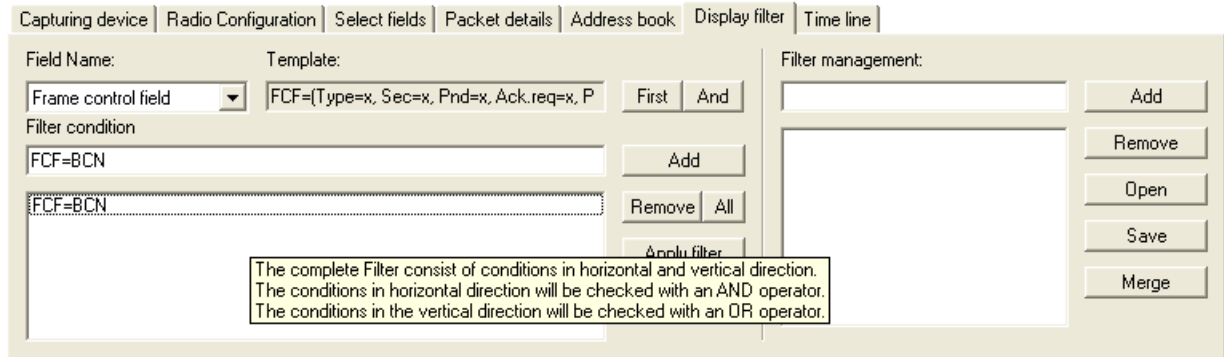 Capturing device Radio Configuration Select fields Packet details Address book Display filter Time line
Field Name: Template: Filter management:
Frame control field FCF=(Type=x, Sec=x, Pnd=x, Ack.req=x, P First And Add
Filter condition
FCF=BCN Add Remove
FCF=BCN Remove All Open
Apply filter Save
The complete Filter consist of conditions in horizontal and vertical direction.
The conditions in horizontal direction will be checked with an AND operator.
The conditions in the vertical direction will be checked with an OR operator.
Merge